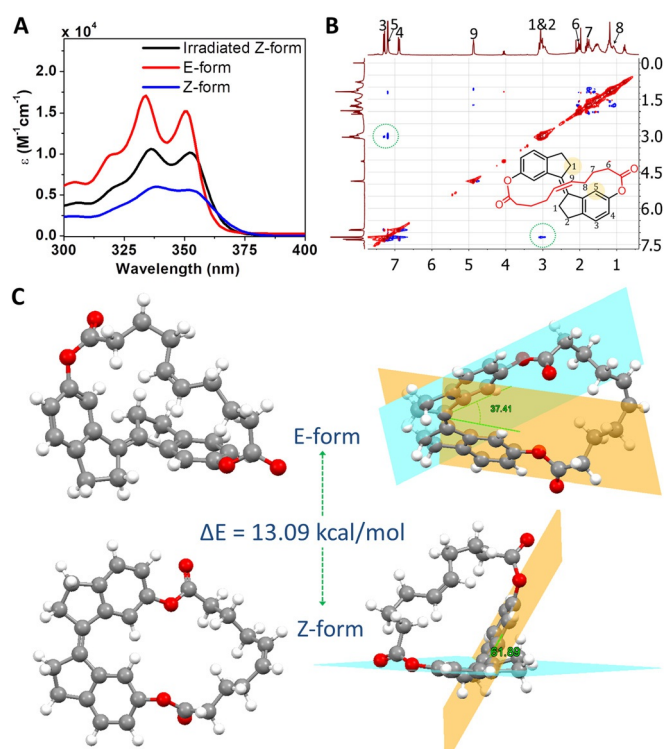 A
x 10⁴
2.0
1.5
1.0
0.5
0.0
300
325
350
375
400
ε (M⁻¹cm⁻¹)
Wavelength (nm)
Irradiated Z-form
E-form
Z-form
B
3 5 4 9 1&2 6 7 8
0.0
1.5
3.0
4.5
6.0
7.5
7 6 5 4 3 2 1
1
7
6
O
O
9
8
5
O
O
1
2
3
4
C
E-form
37.41
ΔE = 13.09 kcal/mol
Z-form